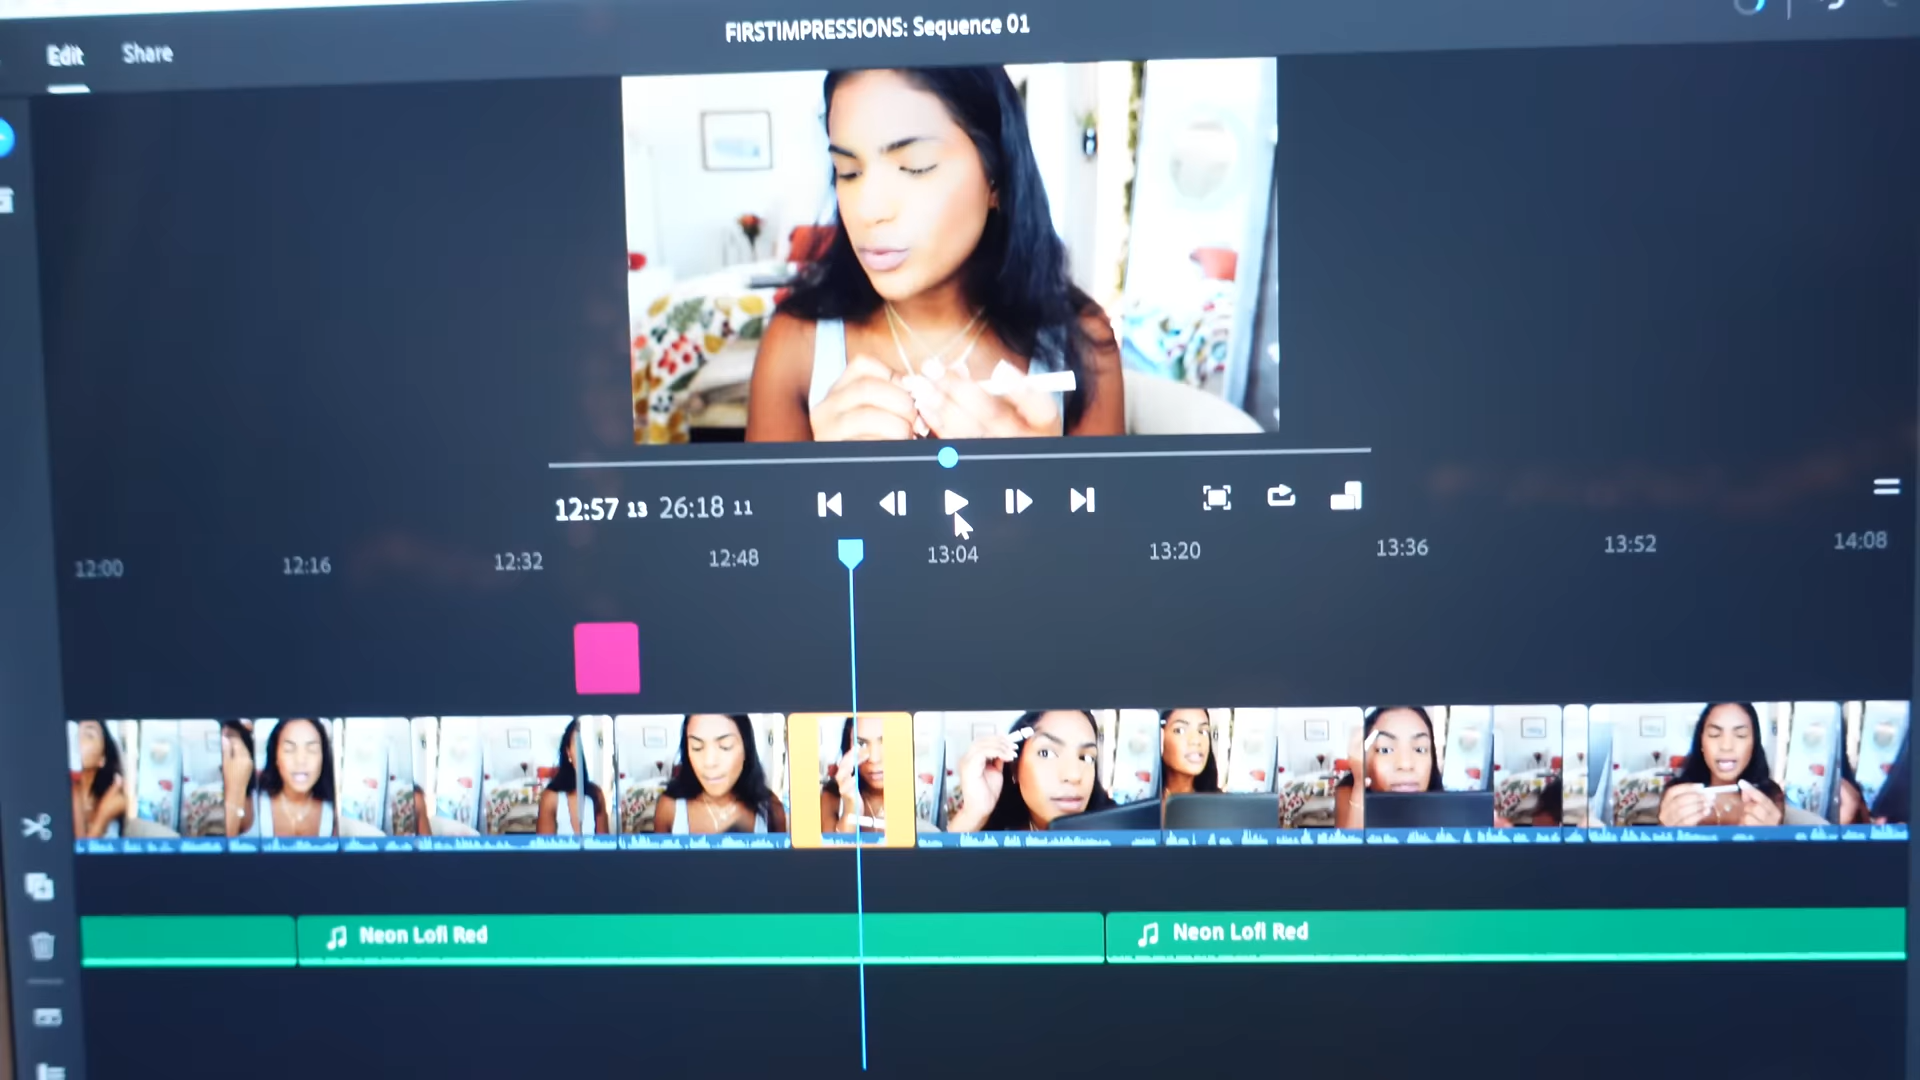 FIRSTIMPRESSIONS: Sequence 01
Edit
Share
12:57 13 26:18 11
12:00 12:16 12:32 12:48 13:04 13:20 13:36 13:52 14:08
Neon Lofi Red
Neon Lofi Red